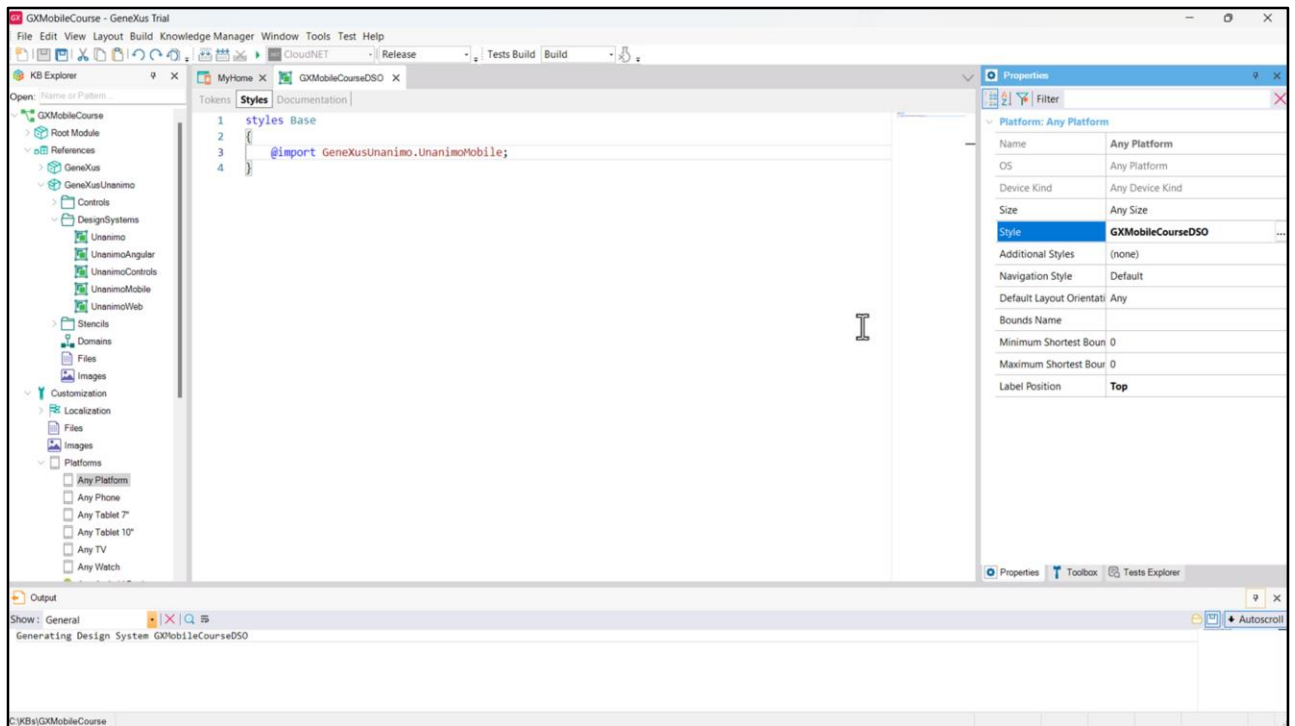 GX GXMobileCourse - GeneXus Trial
File Edit View Layout Build Knowledge Manager Window Tools Test Help
CloudNET Release Tests Build Build
KB Explorer
Open: Name or Pattern ...
GXMobileCourse
Root Module
References
GeneXus
GeneXusUnanimo
Controls
DesignSystems
Unanimo
UnanimoAngular
UnanimoControls
UnanimoMobile
UnanimoWeb
Stencils
Domains
Files
Images
Customization
Localization
Files
Images
Platforms
Any Platform
Any Phone
Any Tablet 7"
Any Tablet 10"
Any TV
Any Watch
MyHome GXMobileCourseDSO
Tokens Styles Documentation
1 styles Base
2 {
3 @import GeneXusUnanimo.UnanimoMobile;
4 }
Properties
Filter
Platform: Any Platform
Name Any Platform
OS Any Platform
Device Kind Any Device Kind
Size Any Size
Style GXMobileCourseDSO ...
Additional Styles (none)
Navigation Style Default
Default Layout Orientati Any
Bounds Name
Minimum Shortest Boun 0
Maximum Shortest Bour 0
Label Position Top
Properties Toolbox Tests Explorer
Output
Show: General Autoscroll
Generating Design System GXMobileCourseDSO
C:\KBs\GXMobileCourse